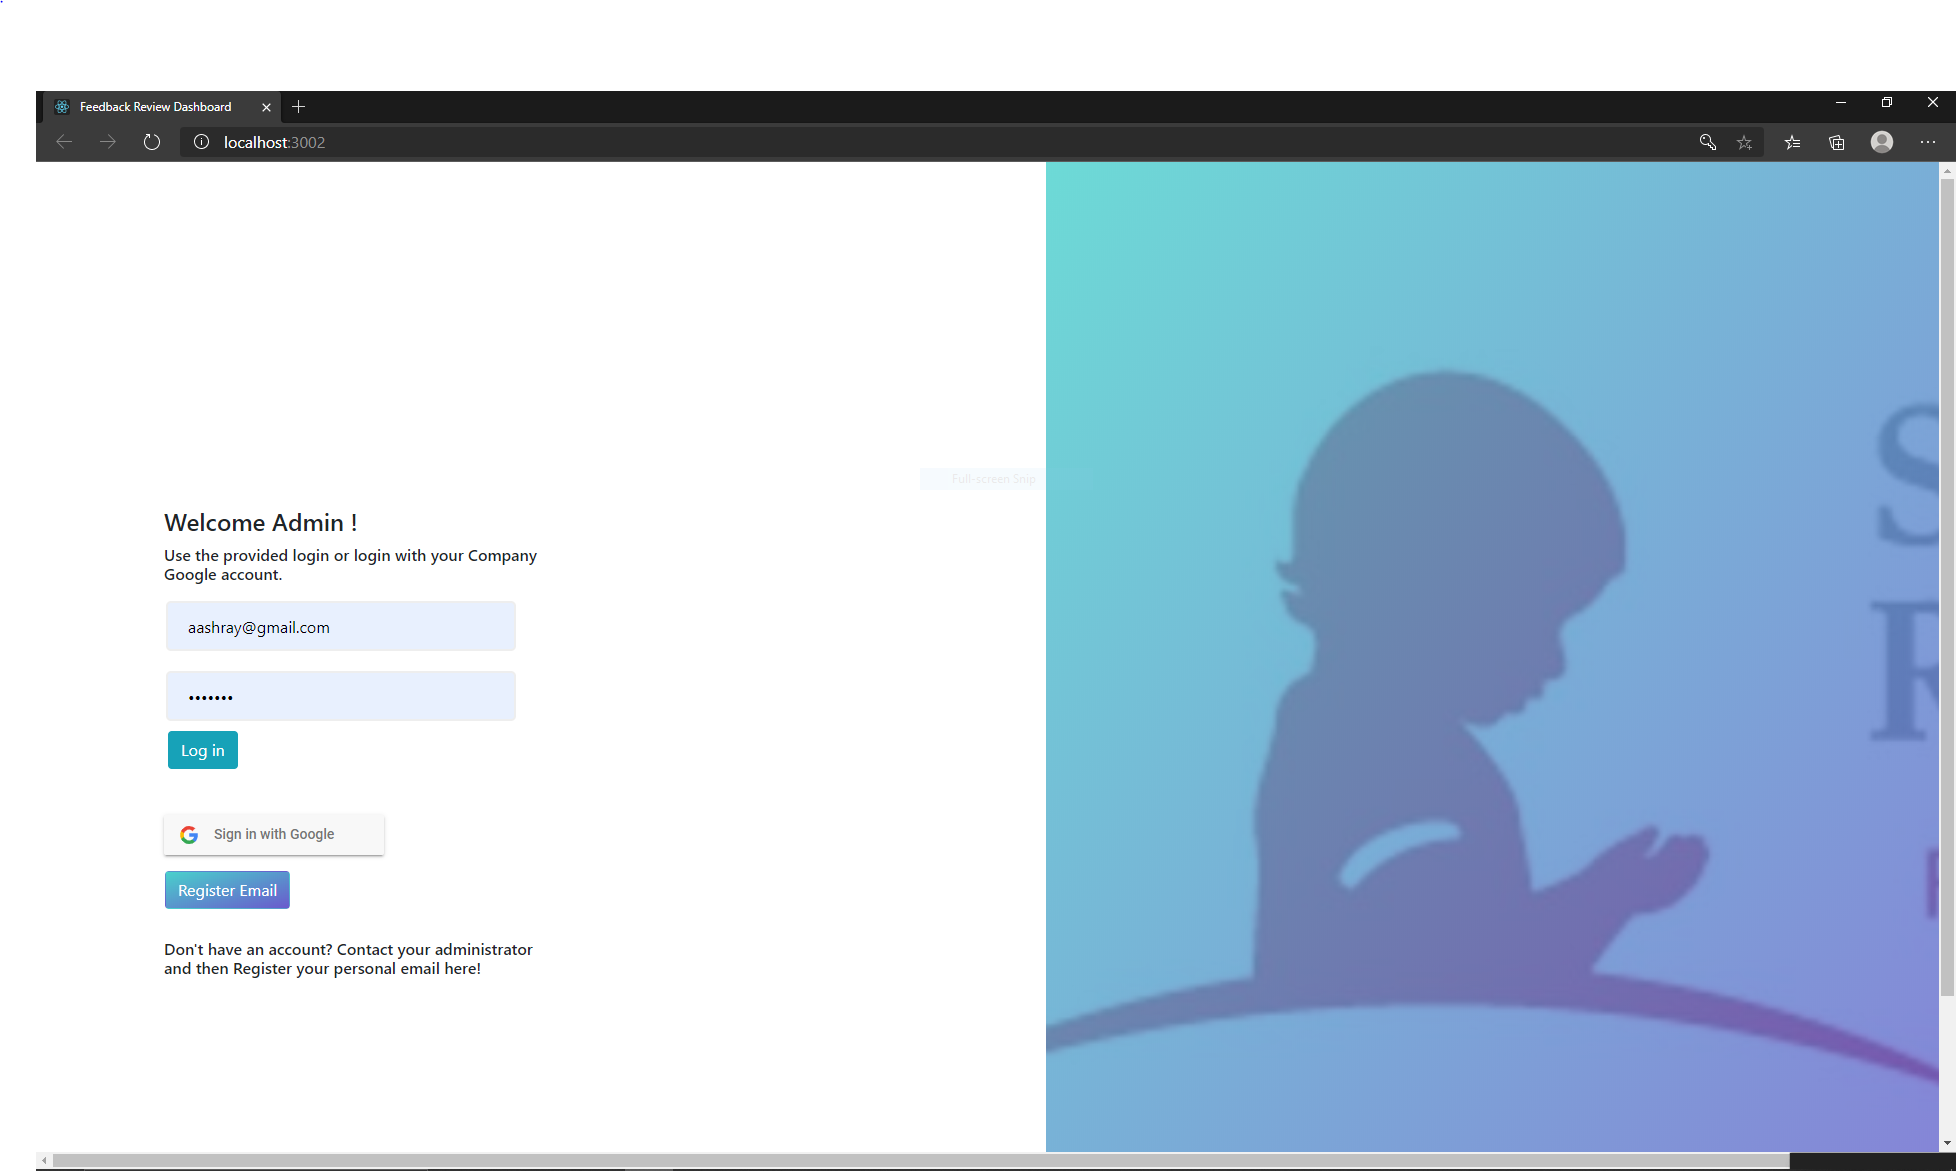 Feedback Review Dashboard
localhost:3002
Full-screen Snip
S
R
Welcome Admin !
Use the provided login or login with your Company
Google account.
aashray@gmail.com
•••••••
Log in
Sign in with Google
Register Email
Don't have an account? Contact your administrator
and then Register your personal email here!